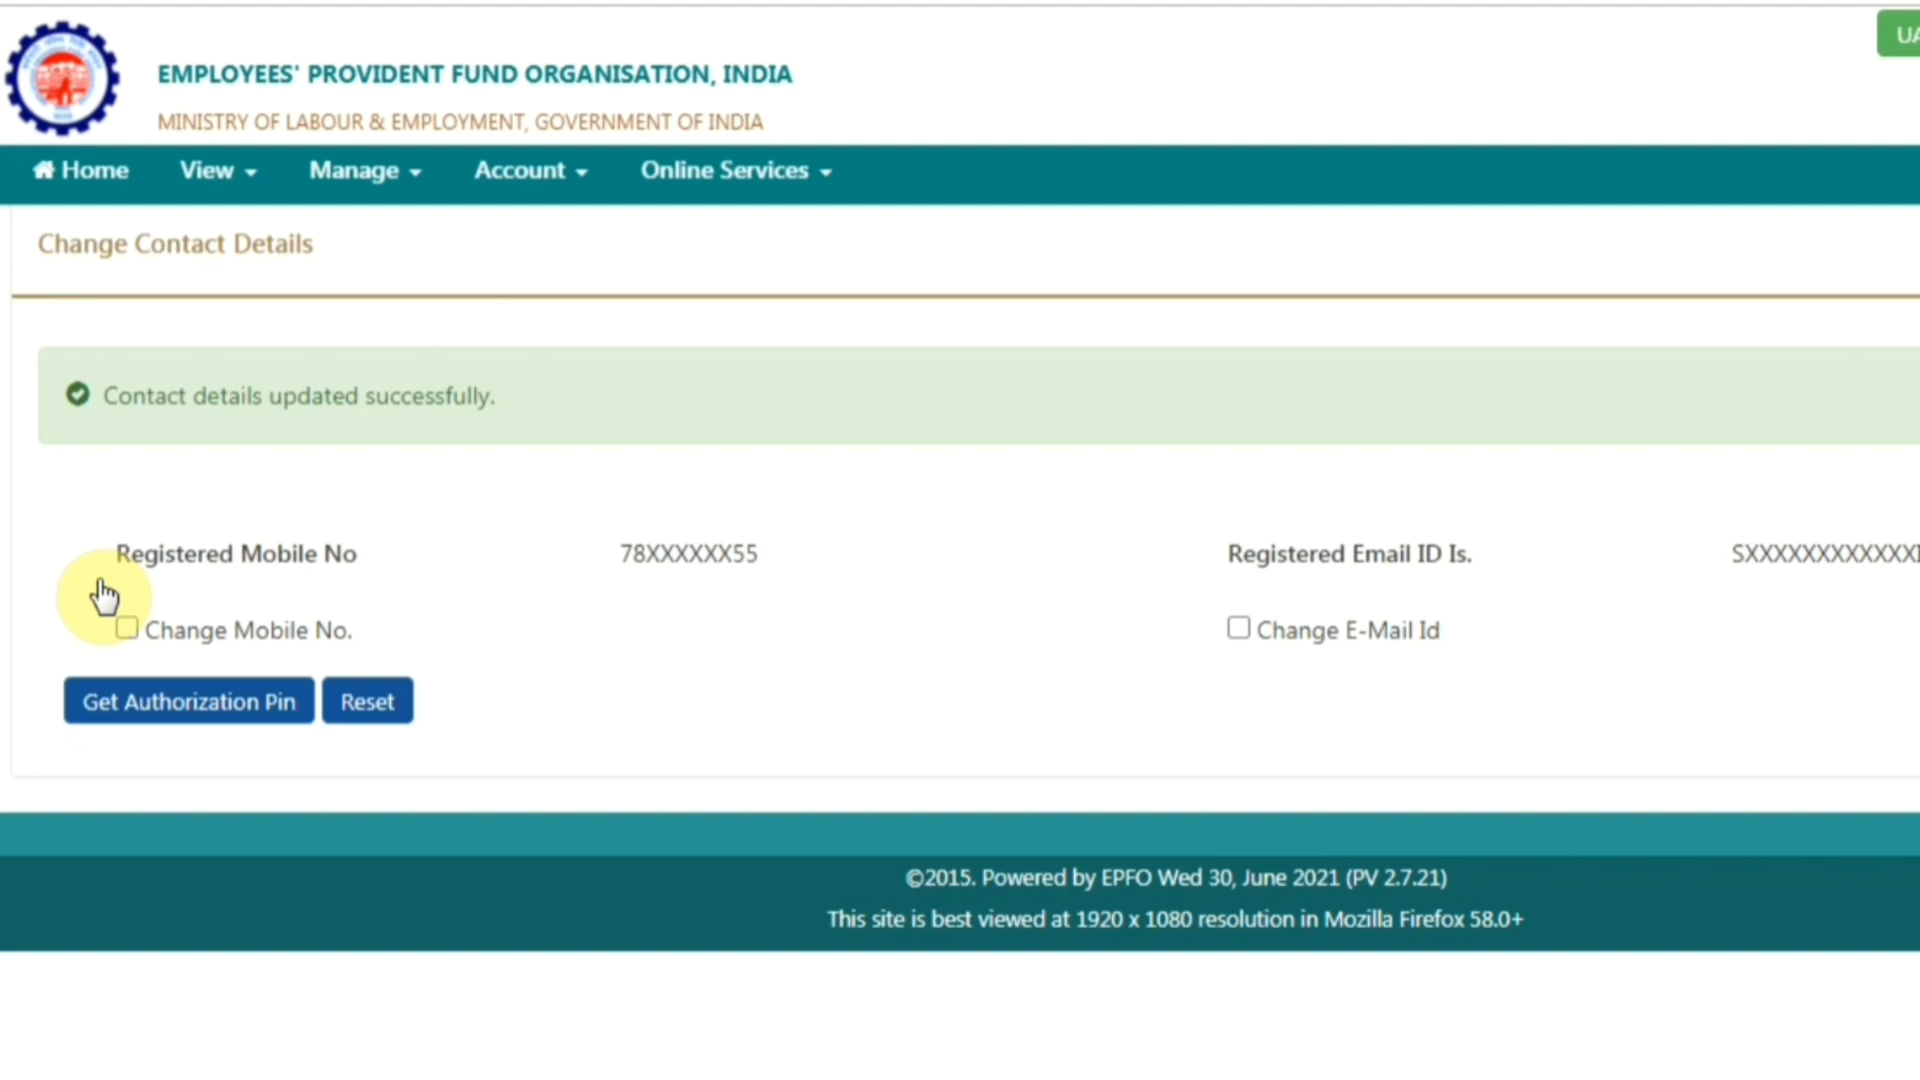 UA
EMPLOYEES' PROVIDENT FUND ORGANISATION, INDIA
MINISTRY OF LABOUR & EMPLOYMENT, GOVERNMENT OF INDIA
Home View Manage Account Online Services
Change Contact Details
Contact details updated successfully.
Registered Mobile No 78XXXXXX55 Registered Email ID Is. SXXXXXXXXXXXX
Change Mobile No. Change E-Mail Id
Get Authorization Pin Reset
©2015. Powered by EPFO Wed 30, June 2021 (PV 2.7.21)
This site is best viewed at 1920 x 1080 resolution in Mozilla Firefox 58.0+